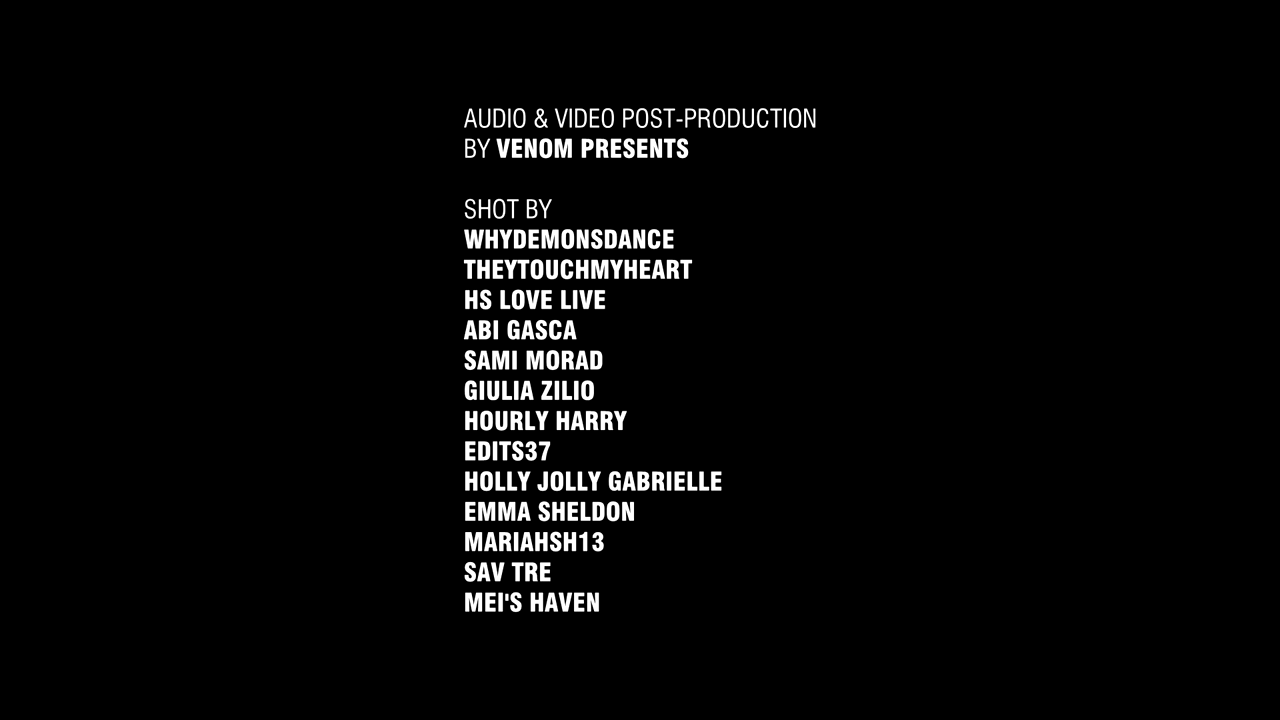 AUDIO & VIDEO POST-PRODUCTION
BY VENOM PRESENTS
SHOT BY
WHYDEMONSDANCE
THEYTOUCHMYHEART
HS LOVE LIVE
ABI GASCA
SAMI MORAD
GIULIA ZILIO
HOURLY HARRY
EDITS37
HOLLY JOLLY GABRIELLE
EMMA SHELDON
MARIAHSH13
SAV TRE
MEI'S HAVEN